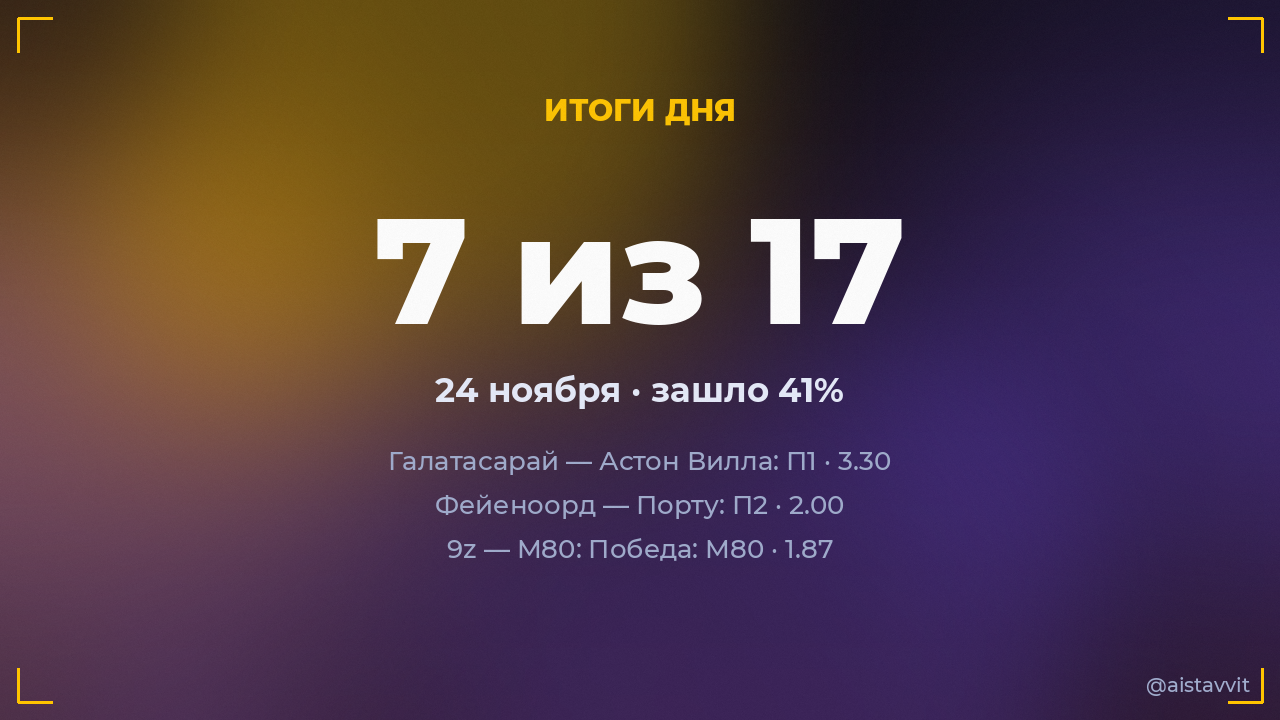 ИТОГИ ДНЯ
7 из 17
24 ноября · зашло 41%
Галатасарай — Астон Вилла: П1 · 3.30
Фейеноорд — Порту: П2 · 2.00
9z — M80: Победа: M80 · 1.87
@aistavvit